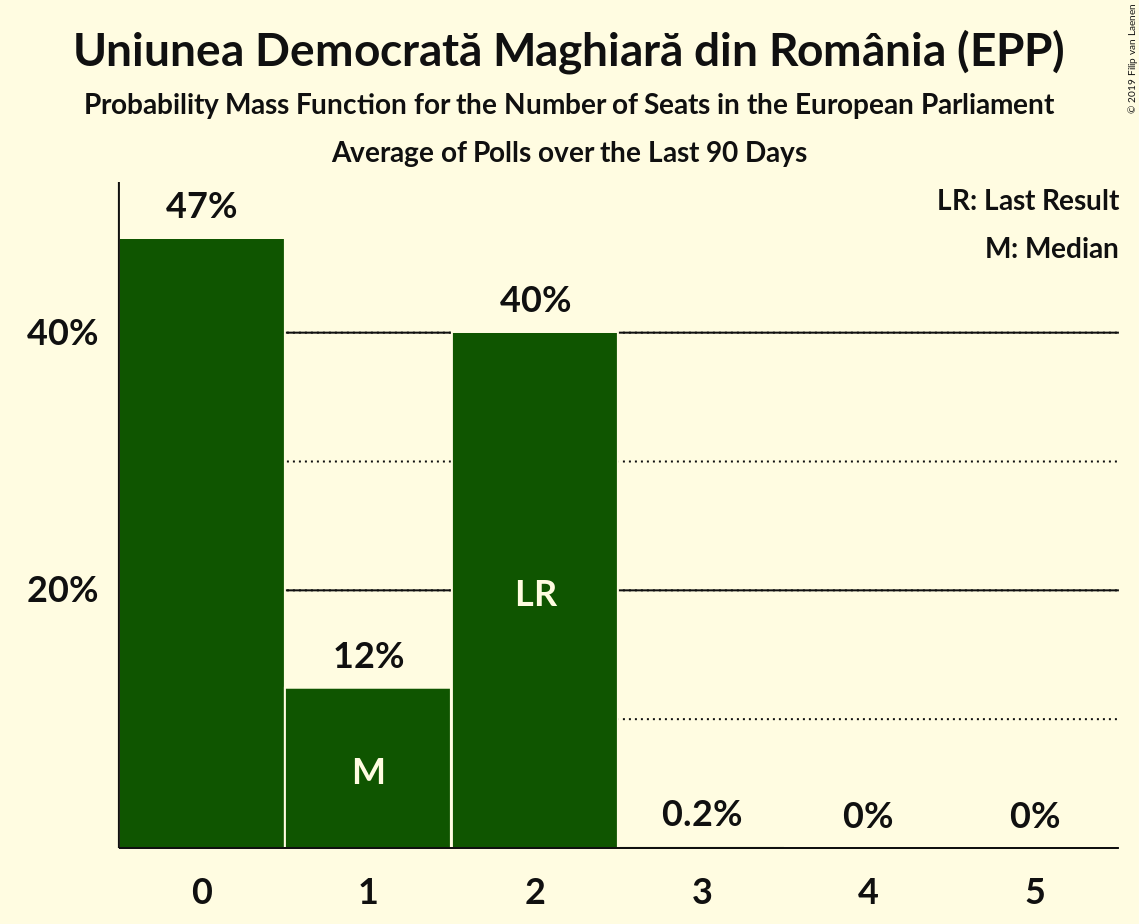 Uniunea Democrată Maghiară din România (EPP)
Probability Mass Function for the Number of Seats in the European Parliament
Average of Polls over the Last 90 Days
© 2019 Filip van Laenen
LR: Last Result
M: Median
47%
40%
40%
20%
LR
12%
M
0.2%
0%
0%
0
1
2
3
4
5